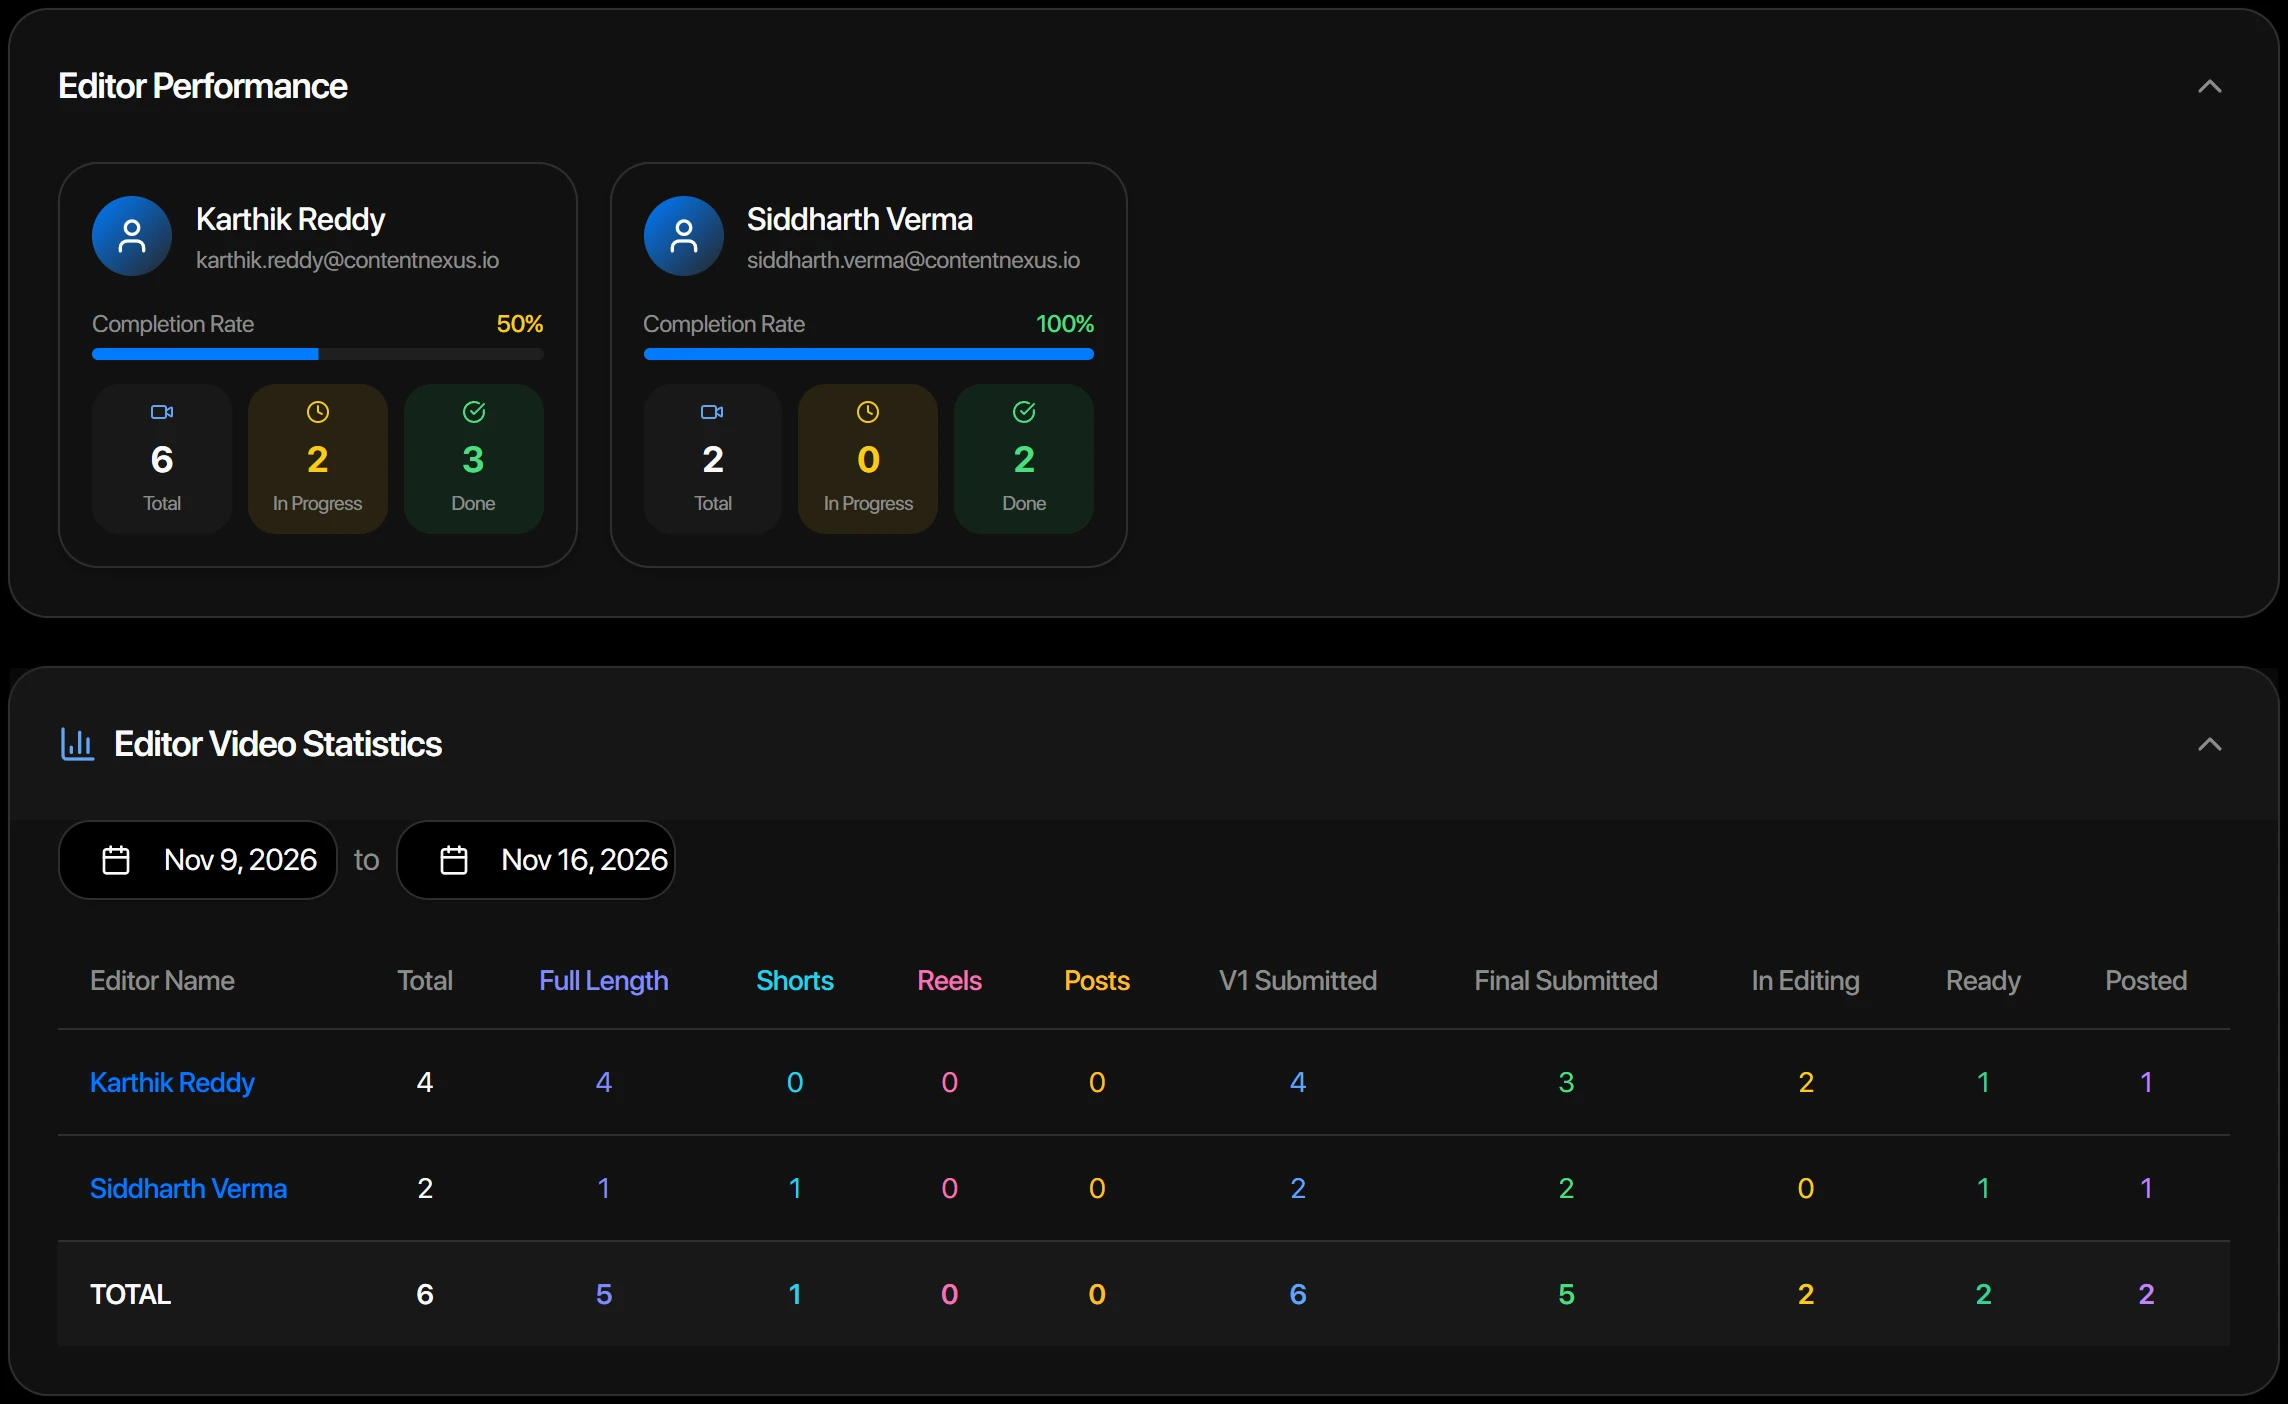 Editor Performance
Karthik Reddy
karthik.reddy@contentnexus.io
Completion Rate 50%
6 2 3
Total In Progress Done
Siddharth Verma
siddharth.verma@contentnexus.io
Completion Rate 100%
2 0 2
Total In Progress Done
Editor Video Statistics
Nov 9, 2026 to Nov 16, 2026
Editor Name Total Full Length Shorts Reels Posts V1 Submitted Final Submitted In Editing Ready Posted
Karthik Reddy 4 4 0 0 0 4 3 2 1 1
Siddharth Verma 2 1 1 0 0 2 2 0 1 1
TOTAL 6 5 1 0 0 6 5 2 2 2